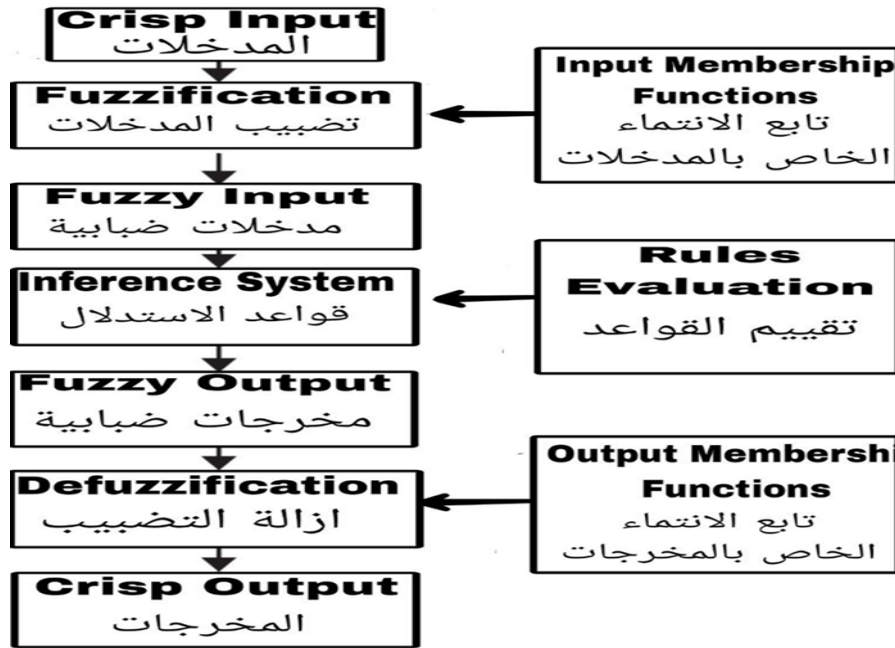 Crisp Input
المدخلات
Fuzzification
تضبيب المدخلات
Input Membership
Functions
تابع الانتماء
الخاص بالمدخلات
Fuzzy Input
مدخلات ضبابية
Inference System
قواعد الاستدلال
Rules
Evaluation
تقييم القواعد
Fuzzy Output
مخرجات ضبابية
Defuzzification
ازالة التضبيب
Output Membershi
Functions
تابع الانتماء
الخاص بالمخرجات
Crisp Output
المخرجات